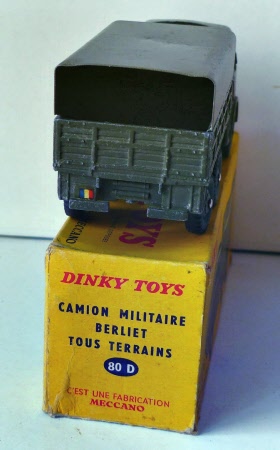 DINKY TOYS
CAMION MILITAIRE
BERLIET
TOUS TERRAINS
80 D
C'EST UNE FABRICATION
MECCANO